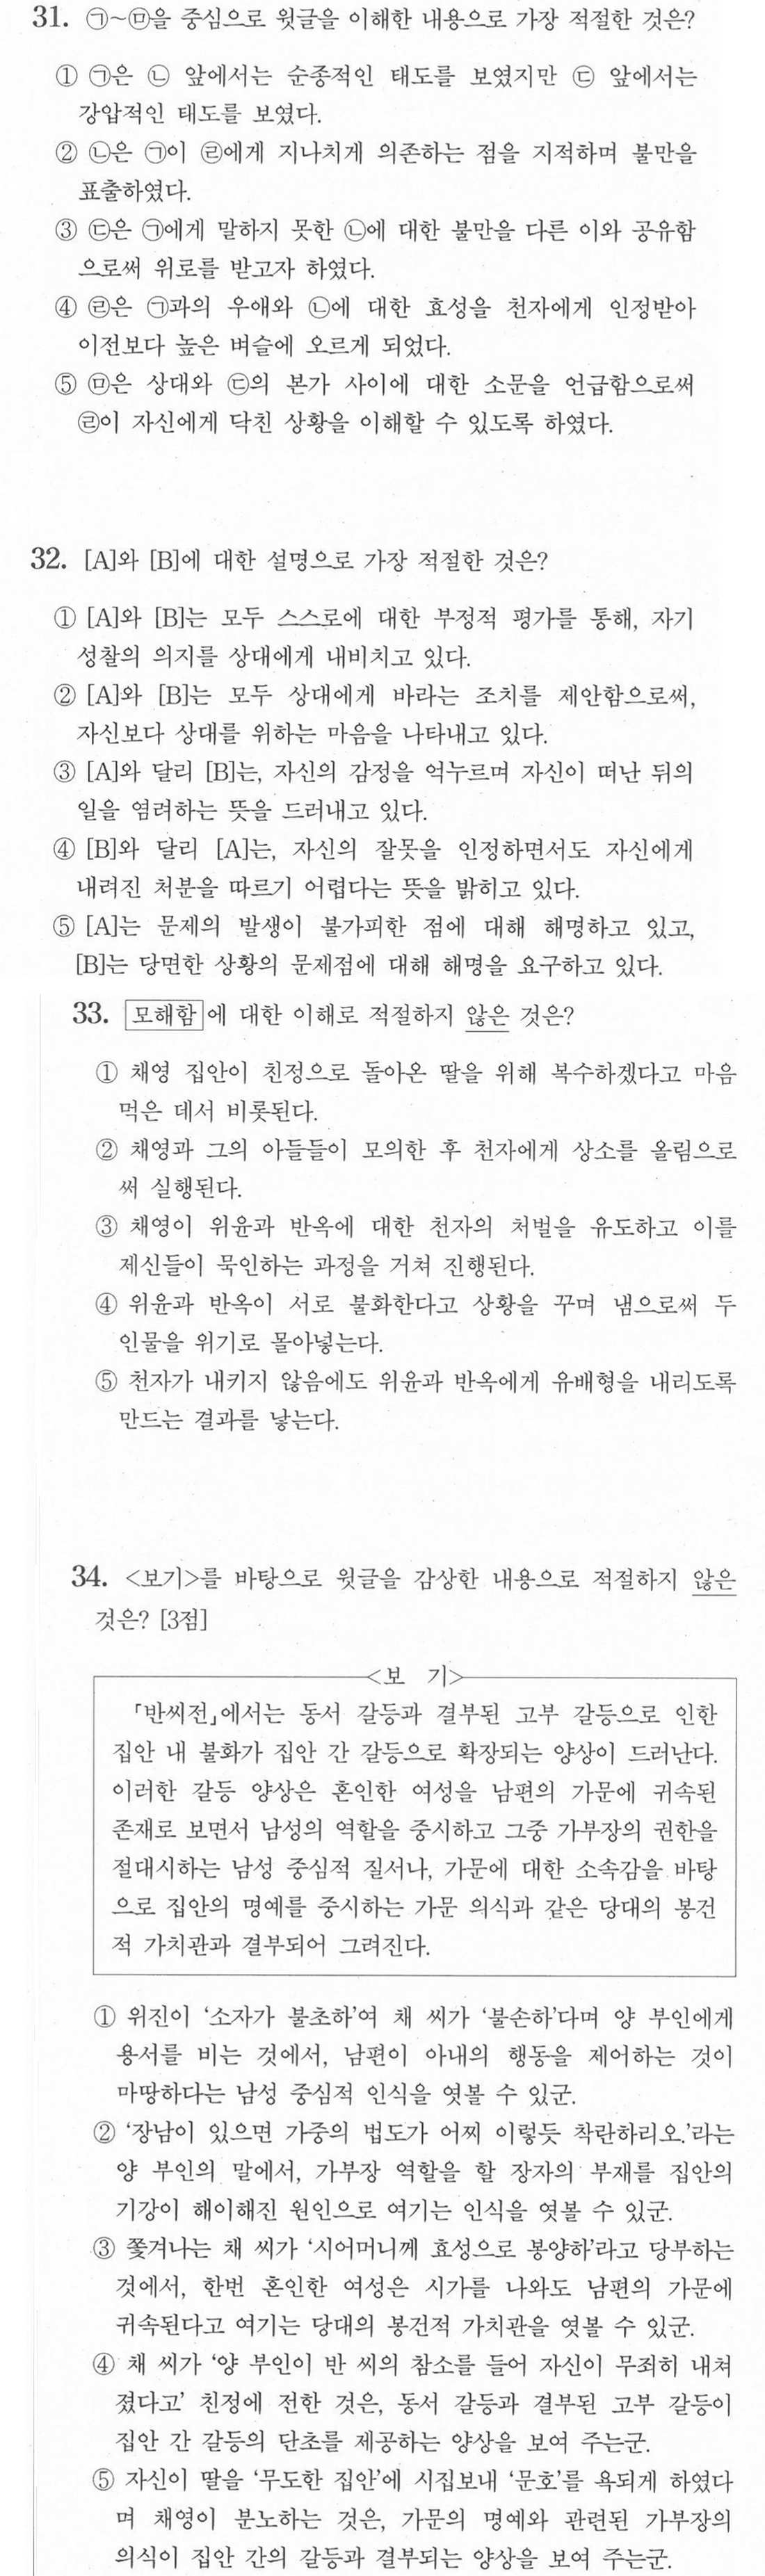 31. ㉠~㉤을 중심으로 윗글을 이해한 내용으로 가장 적절한 것은?
① ㉠은 ㉡ 앞에서는 순종적인 태도를 보였지만 ㉢ 앞에서는
강압적인 태도를 보였다.
② ㉡은 ㉠이 ㉣에게 지나치게 의존하는 점을 지적하며 불만을
표출하였다.
③ ㉢은 ㉠에게 말하지 못한 ㉡에 대한 불만을 다른 이와 공유함
으로써 위로를 받고자 하였다.
④ ㉣은 ㉠과의 우애와 ㉡에 대한 효성을 천자에게 인정받아
이전보다 높은 벼슬에 오르게 되었다.
⑤ ㉤은 상대와 ㉢의 본가 사이에 대한 소문을 언급함으로써
㉣이 자신에게 닥친 상황을 이해할 수 있도록 하였다.
32. [A]와 [B]에 대한 설명으로 가장 적절한 것은?
① [A]와 [B]는 모두 스스로에 대한 부정적 평가를 통해, 자기
성찰의 의지를 상대에게 내비치고 있다.
② [A]와 [B]는 모두 상대에게 바라는 조치를 제안함으로써,
자신보다 상대를 위하는 마음을 나타내고 있다.
③ [A]와 달리 [B]는, 자신의 감정을 억누르며 자신이 떠난 뒤의
일을 염려하는 뜻을 드러내고 있다.
④ [B]와 달리 [A]는, 자신의 잘못을 인정하면서도 자신에게
내려진 처분을 따르기 어렵다는 뜻을 밝히고 있다.
⑤ [A]는 문제의 발생이 불가피한 점에 대해 해명하고 있고,
[B]는 당면한 상황의 문제점에 대해 해명을 요구하고 있다.
33. 모해함에 대한 이해로 적절하지 않은 것은?
① 채영 집안이 친정으로 돌아온 딸을 위해 복수하겠다고 마음
먹은 데서 비롯된다.
② 채영과 그의 아들들이 모의한 후 천자에게 상소를 올림으로
써 실행된다.
③ 채영이 위윤과 반옥에 대한 천자의 처벌을 유도하고 이를
제신들이 묵인하는 과정을 거쳐 진행된다.
④ 위윤과 반옥이 서로 불화한다고 상황을 꾸며 냄으로써 두
인물을 위기로 몰아넣는다.
⑤ 천자가 내키지 않음에도 위윤과 반옥에게 유배형을 내리도록
만드는 결과를 낳는다.
34. <보기>를 바탕으로 윗글을 감상한 내용으로 적절하지 않은
것은? [3점]
<보 기>
「반씨전」에서는 동서 갈등과 결부된 고부 갈등으로 인한
집안 내 불화가 집안 간 갈등으로 확장되는 양상이 드러난다.
이러한 갈등 양상은 혼인한 여성을 남편의 가문에 귀속된
존재로 보면서 남성의 역할을 중시하고 그중 가부장의 권한을
절대시하는 남성 중심적 질서나, 가문에 대한 소속감을 바탕
으로 집안의 명예를 중시하는 가문 의식과 같은 당대의 봉건
적 가치관과 결부되어 그려진다.
① 위진이 ‘소자가 불초하’여 채 씨가 ‘불손하’다며 양 부인에게
용서를 비는 것에서, 남편이 아내의 행동을 제어하는 것이
마땅하다는 남성 중심적 인식을 엿볼 수 있군.
② ‘장남이 있으면 가중의 법도가 어찌 이렇듯 착란하리오.’라는
양 부인의 말에서, 가부장 역할을 할 장자의 부재를 집안의
기강이 해이해진 원인으로 여기는 인식을 엿볼 수 있군.
③ 쫓겨나는 채 씨가 ‘시어머니께 효성으로 봉양하’라고 당부하는
것에서, 한번 혼인한 여성은 시가를 나와도 남편의 가문에
귀속된다고 여기는 당대의 봉건적 가치관을 엿볼 수 있군.
④ 채 씨가 ‘양 부인이 반 씨의 참소를 들어 자신이 무죄히 내쳐
졌다고’ 친정에 전한 것은, 동서 갈등과 결부된 고부 갈등이
집안 간 갈등의 단초를 제공하는 양상을 보여 주는군.
⑤ 자신이 딸을 ‘무도한 집안’에 시집보내 ‘문호’를 욕되게 하였다
며 채영이 분노하는 것은, 가문의 명예와 관련된 가부장의
의식이 집안 간의 갈등과 결부되는 양상을 보여 주는군.